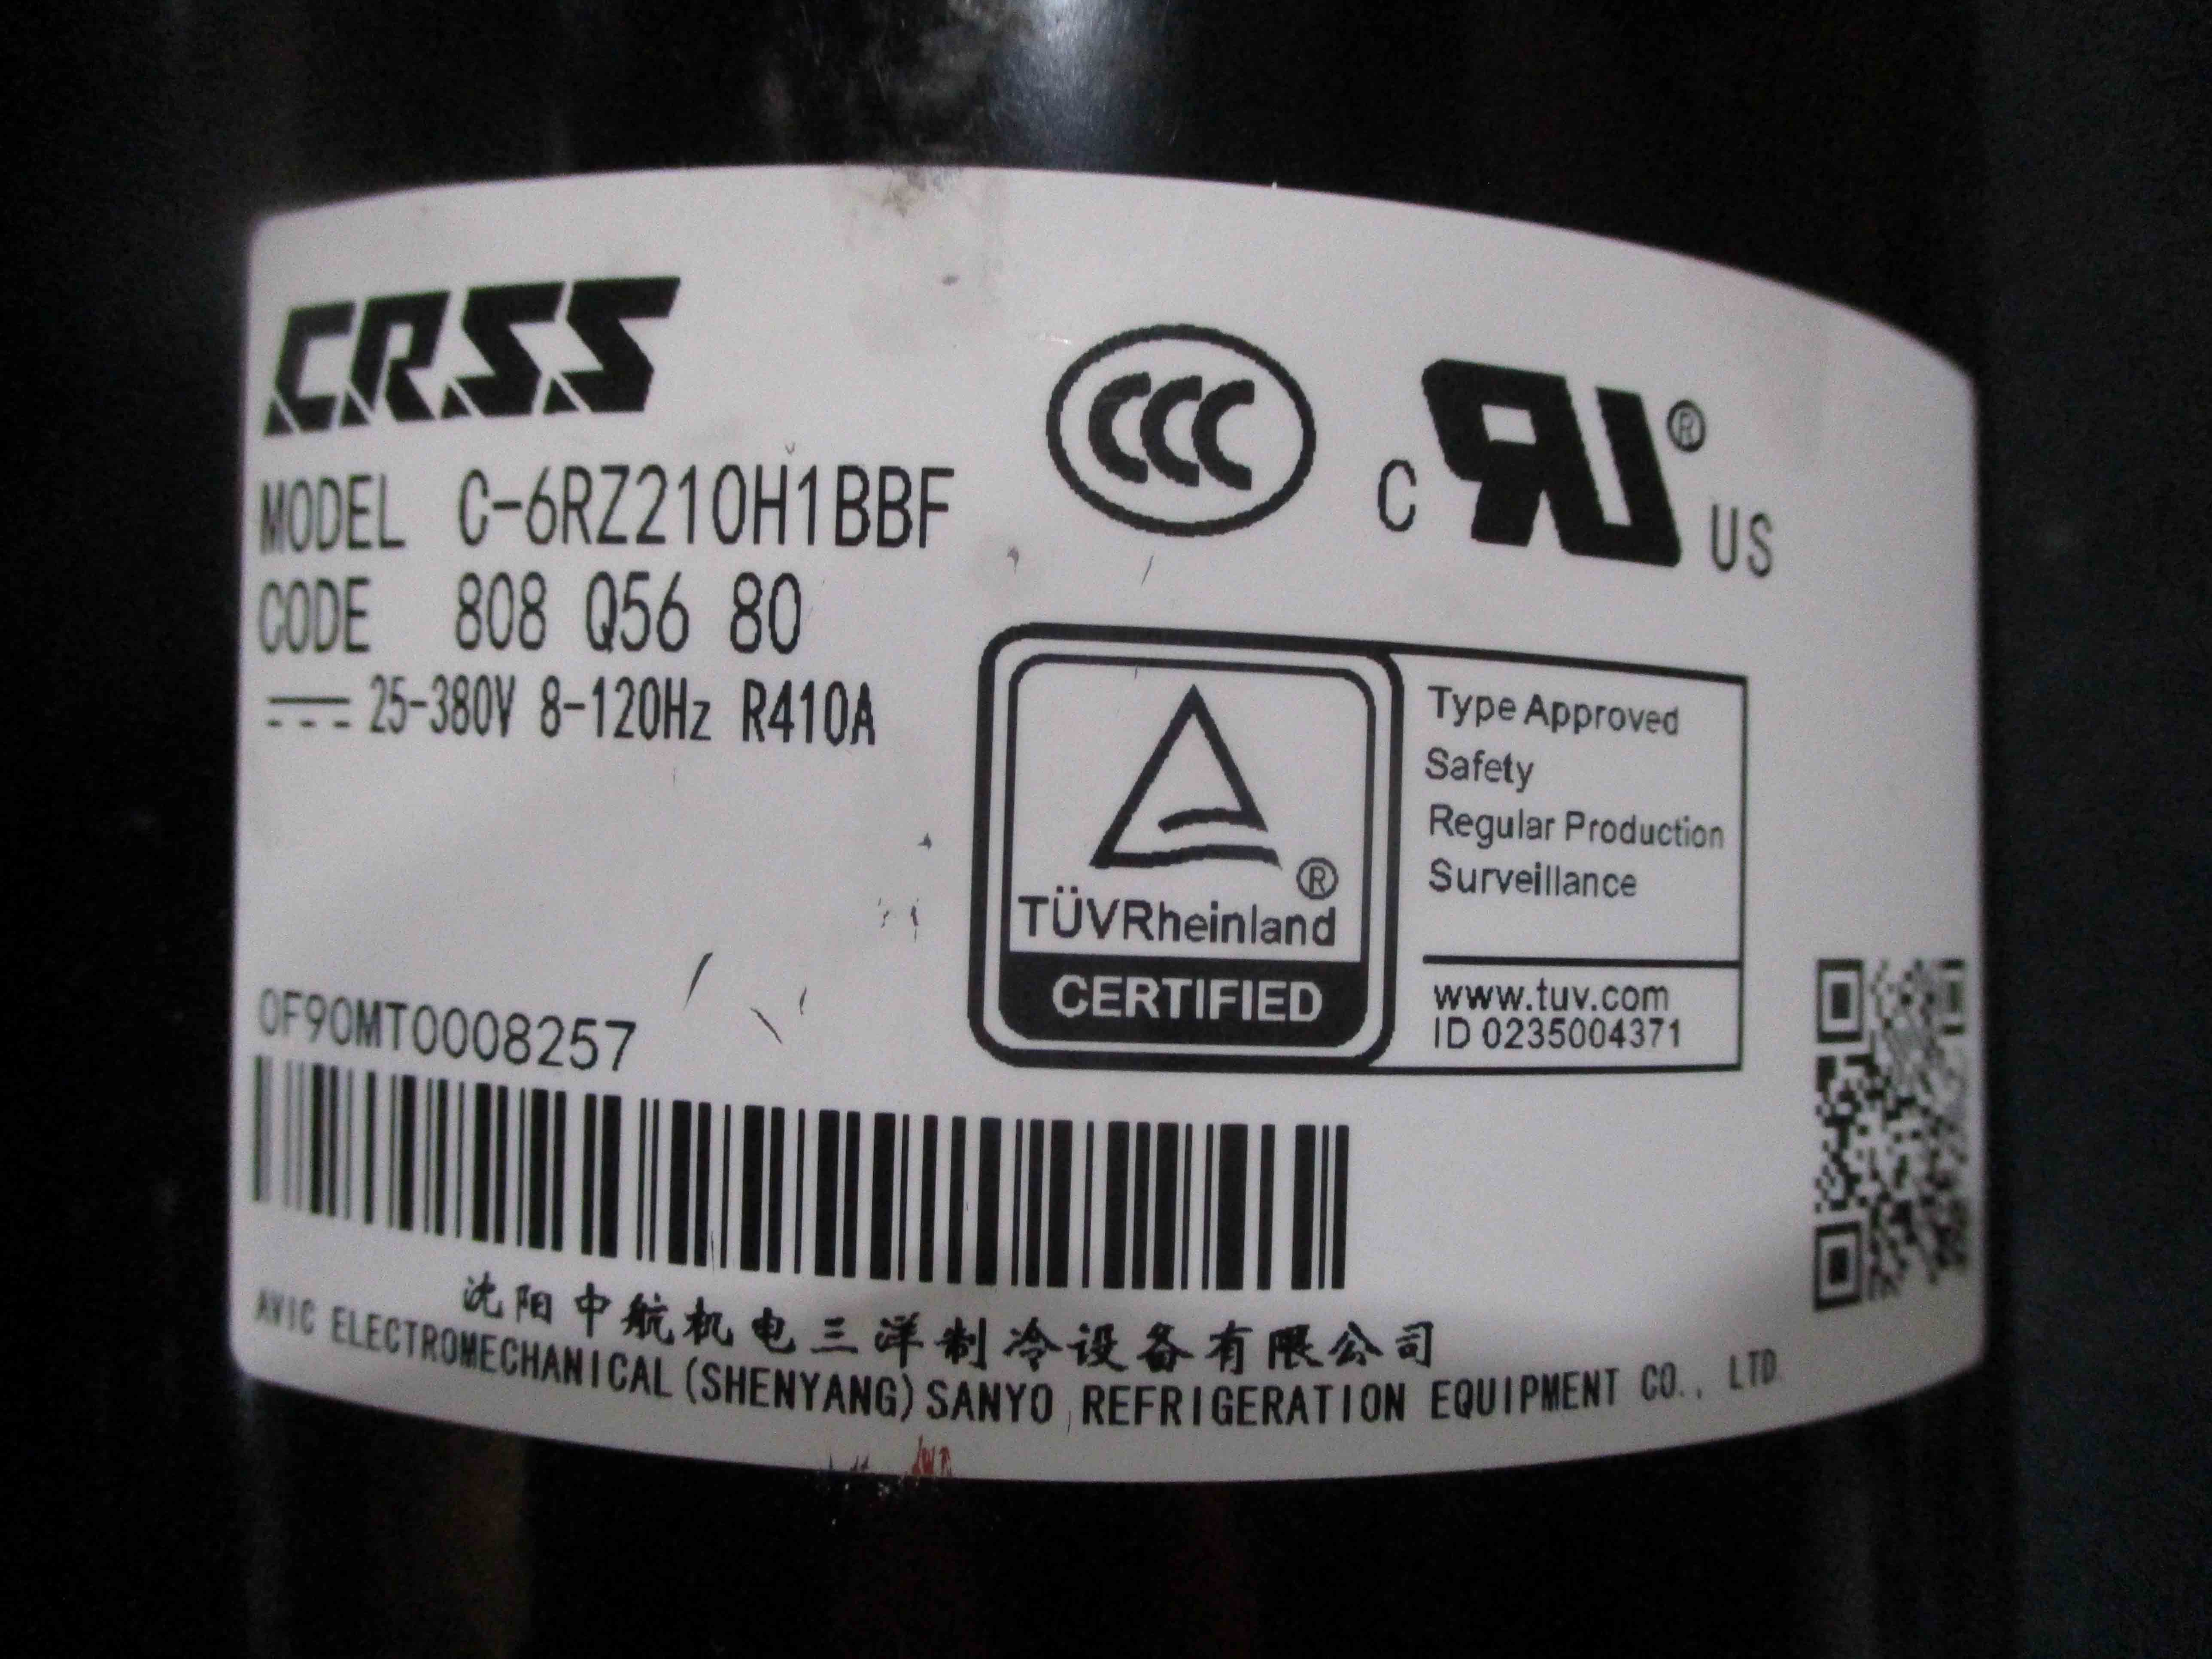 CRSS
CCC
C RU® US
MODEL C-6RZ210H1BBF
CODE 808 Q56 80
25-380V 8-120Hz R410A
Type Approved
Safety
Regular Production
Surveillance
®
TÜVRheinland
CERTIFIED
www.tuv.com
ID 0235004371
0F90MT0008257
沈阳中航机电三洋制冷设备有限公司
AVIC ELECTROMECHANICAL (SHENYANG) SANYO REFRIGERATION EQUIPMENT CO., LTD.